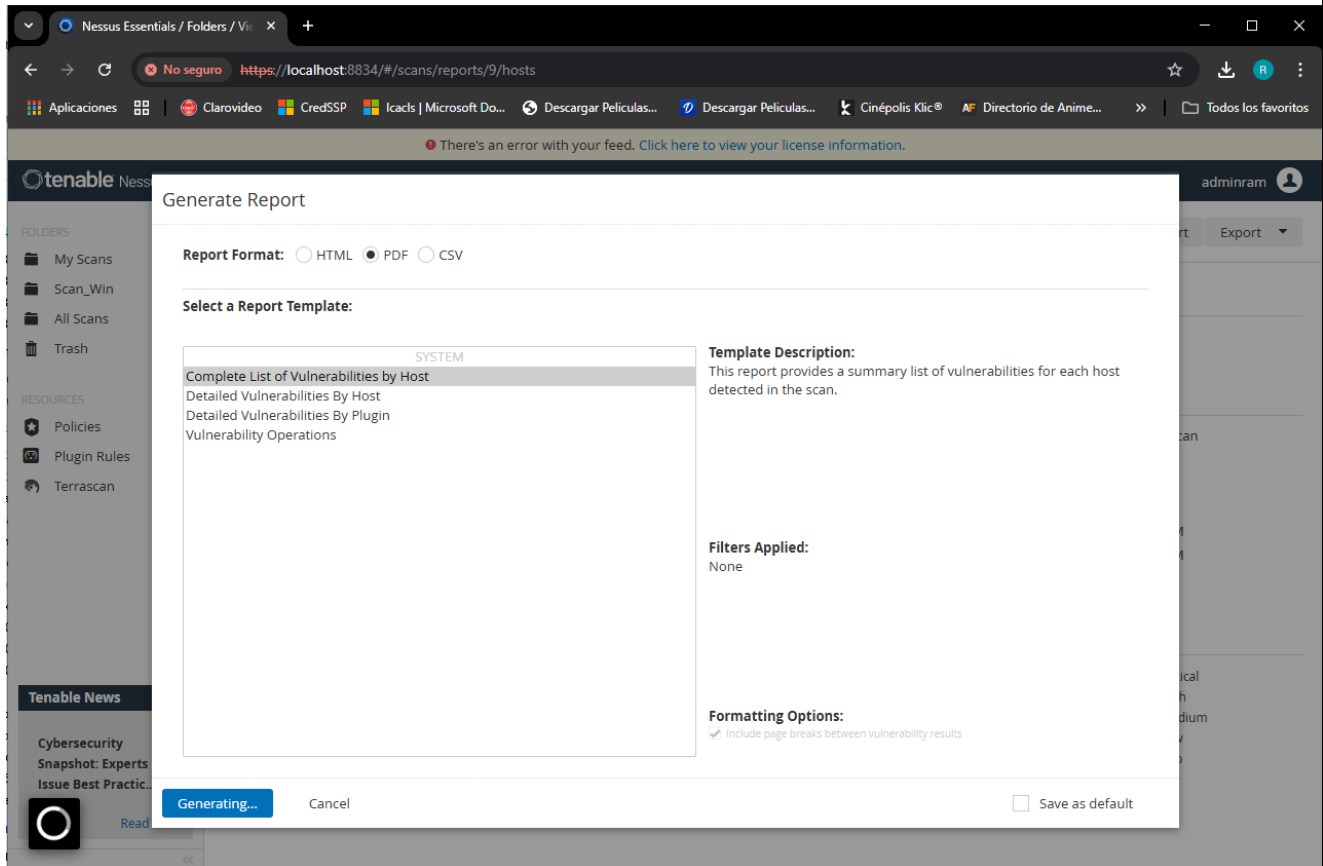 Nessus Essentials / Folders / Vie
No seguro https://localhost:8834/#/scans/reports/9/hosts
R
Aplicaciones Clarovideo CredSSP Icacls | Microsoft Do... Descargar Peliculas... Descargar Peliculas... Cinépolis Klic® AF Directorio de Anime... » Todos los favoritos
There's an error with your feed. Click here to view your license information.
tenable Ness adminram
Generate Report
FOLDERS
My Scans
Scan_Win
All Scans
Trash
RESOURCES
Policies
Plugin Rules
Terrascan
Tenable News
Cybersecurity
Snapshot: Experts
Issue Best Practic...
Read
Report Format: HTML PDF CSV
Select a Report Template:
SYSTEM
Complete List of Vulnerabilities by Host
Detailed Vulnerabilities By Host
Detailed Vulnerabilities By Plugin
Vulnerability Operations
Template Description:
This report provides a summary list of vulnerabilities for each host
detected in the scan.
Filters Applied:
None
Formatting Options:
Include page breaks between vulnerability results
Generating... Cancel Save as default
Export